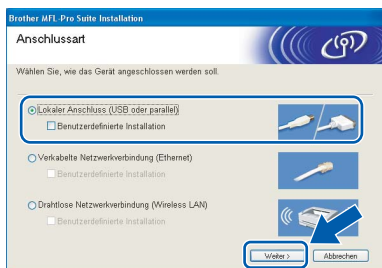 Brother MFL-Pro Suite Installation
Anschlussart
Wählen Sie, wie das Gerät angeschlossen werden soll.
Lokaler Anschluss (USB oder parallel)
Benutzerdefinierte Installation
Verkabelte Netzwerkverbindung (Ethernet)
Benutzerdefinierte Installation
Drahtlose Netzwerkverbindung (Wireless LAN)
Benutzerdefinierte Installation
Weiter > Abbrechen